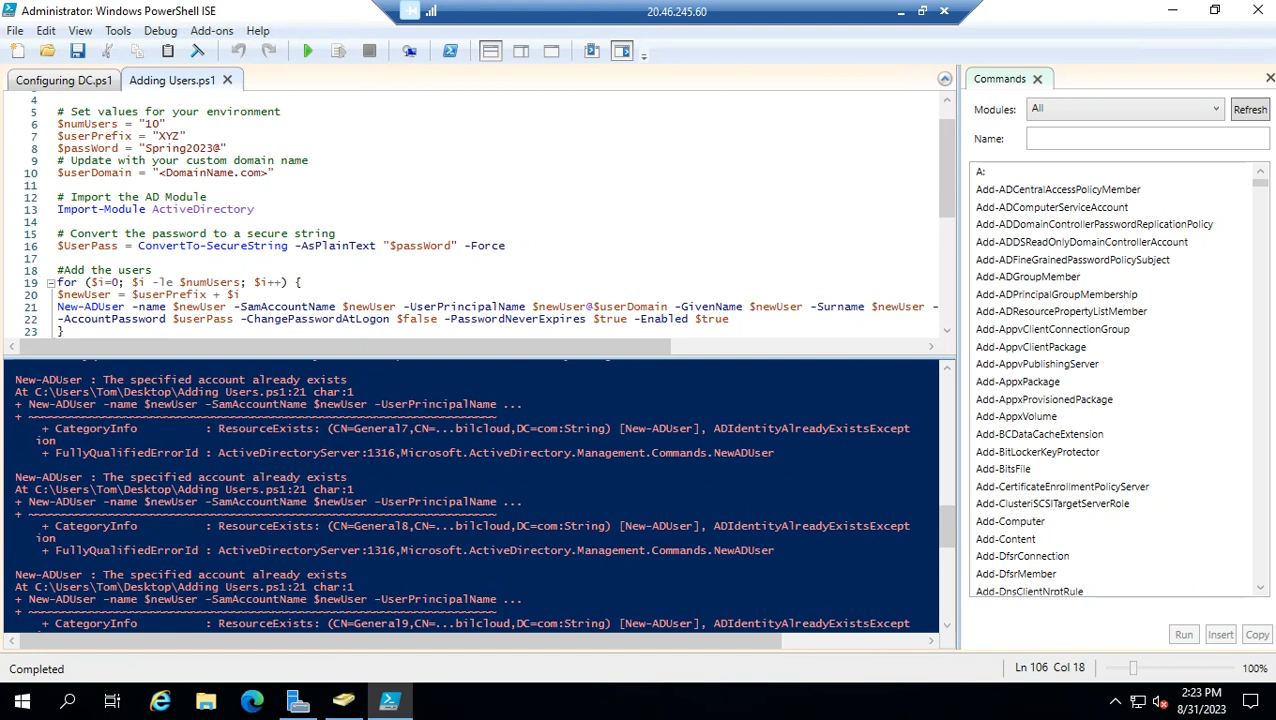 Administrator: Windows PowerShell ISE
20.46.245.60
File Edit View Tools Debug Add-ons Help
Configuring DC.ps1 Adding Users.ps1
4
5 # Set values for your environment
6 $numUsers = "10"
7 $userPrefix = "XYZ"
8 $passWord = "Spring2023@"
9 # Update with your custom domain name
10 $userDomain = "<DomainName.com>"
11
12 # Import the AD Module
13 Import-Module ActiveDirectory
14
15 # Convert the password to a secure string
16 $UserPass = ConvertTo-SecureString -AsPlainText "$passWord" -Force
17
18 #Add the users
19 for ($i=0; $i -le $numUsers; $i++) {
20 $newUser = $userPrefix + $i
21 New-ADUser -name $newUser -SamAccountName $newUser -UserPrincipalName $newUser@$userDomain -GivenName $newUser -Surname $newUser -
22 -AccountPassword $userPass -ChangePasswordAtLogon $false -PasswordNeverExpires $true -Enabled $true
23 }
New-ADUser : The specified account already exists
At C:\Users\Tom\Desktop\Adding Users.ps1:21 char:1
+ New-ADUser -name $newUser -SamAccountName $newUser -UserPrincipalName ...
+ ~~~~~~~~~~~~~~~~~~~~~~~~~~~~~~~~~~~~~~~~~~~~~~~~~~~~~~~~~~~~~~~~~~~~~
+ CategoryInfo : ResourceExists: (CN=General7,CN=...bilcloud,DC=com:String) [New-ADUser], ADIdentityAlreadyExistsExcept
ion
+ FullyQualifiedErrorId : ActiveDirectoryServer:1316,Microsoft.ActiveDirectory.Management.Commands.NewADUser
New-ADUser : The specified account already exists
At C:\Users\Tom\Desktop\Adding Users.ps1:21 char:1
+ New-ADUser -name $newUser -SamAccountName $newUser -UserPrincipalName ...
+ ~~~~~~~~~~~~~~~~~~~~~~~~~~~~~~~~~~~~~~~~~~~~~~~~~~~~~~~~~~~~~~~~~~~~~
+ CategoryInfo : ResourceExists: (CN=General8,CN=...bilcloud,DC=com:String) [New-ADUser], ADIdentityAlreadyExistsExcept
ion
+ FullyQualifiedErrorId : ActiveDirectoryServer:1316,Microsoft.ActiveDirectory.Management.Commands.NewADUser
New-ADUser : The specified account already exists
At C:\Users\Tom\Desktop\Adding Users.ps1:21 char:1
+ New-ADUser -name $newUser -SamAccountName $newUser -UserPrincipalName ...
+ ~~~~~~~~~~~~~~~~~~~~~~~~~~~~~~~~~~~~~~~~~~~~~~~~~~~~~~~~~~~~~~~~~~~~~
+ CategoryInfo : ResourceExists: (CN=General9,CN=...bilcloud,DC=com:String) [New-ADUser], ADIdentityAlreadyExistsExcept
Commands
Modules: All Refresh
Name:
A:
Add-ADCentralAccessPolicyMember
Add-ADComputerServiceAccount
Add-ADDomainControllerPasswordReplicationPolicy
Add-ADDSReadOnlyDomainControllerAccount
Add-ADFineGrainedPasswordPolicySubject
Add-ADGroupMember
Add-ADPrincipalGroupMembership
Add-ADResourcePropertyListMember
Add-AppvClientConnectionGroup
Add-AppvClientPackage
Add-AppvPublishingServer
Add-AppxPackage
Add-AppxProvisionedPackage
Add-AppxVolume
Add-BCDataCacheExtension
Add-BitLockerKeyProtector
Add-BitsFile
Add-CertificateEnrollmentPolicyServer
Add-ClusteriSCSITargetServerRole
Add-Computer
Add-Content
Add-DfsrConnection
Add-DfsrMember
Add-DnsClientNrptRule
Run Insert Copy
Completed
Ln 106 Col 18
100%
2:23 PM
8/31/2023